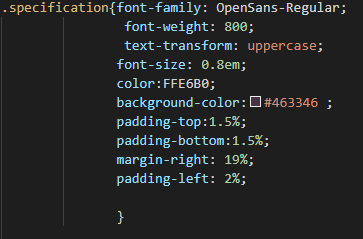 .specification{font-family: OpenSans-Regular;
font-weight: 800;
text-transform: uppercase;
font-size: 0.8em;
color:FFE6B0;
background-color:#463346 ;
padding-top:1.5%;
padding-bottom:1.5%;
margin-right: 19%;
padding-left: 2%;
}